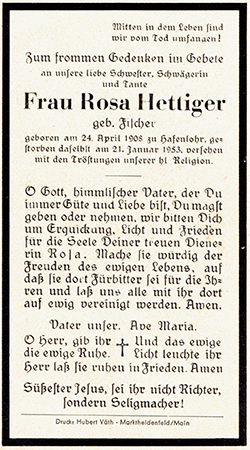 Mitten in dem Leben sind
wir vom Tod umfangen!
Zum frommen Gedenken im Gebete
an unsere liebe Schwester, Schwägerin
und Tante
Frau Rosa Hettiger
geb. Fischer
geboren am 24. April 1908 zu Hafenlohr, ge-
storben daselbst am 21. Januar 1953, versehen
mit den Tröstungen unserer hl. Religion.
O Gott, himmlischer Vater, der Du
immer Güte und Liebe bist, Du magst
geben oder nehmen, wir bitten Dich
um Erquickung, Licht und Frieden
für die Seele Deiner treuen Diene-
rin Rosa. Mache sie würdig der
Freuden des ewigen Lebens, auf
daß sie dort Fürbitter sei für die Ih-
ren und laß uns alle mit ihr dort
auf ewig vereinigt werden. Amen.
Vater unser. Ave Maria.
O Herr, gib ihr † Und das ewige
die ewige Ruhe. Licht leuchte ihr
Herr laß sie ruhen in Frieden. Amen
Süßester Jesus, sei ihr nicht Richter,
sondern Seligmacher!
Druck: Hubert Väth - Marktheidenfeld/Main